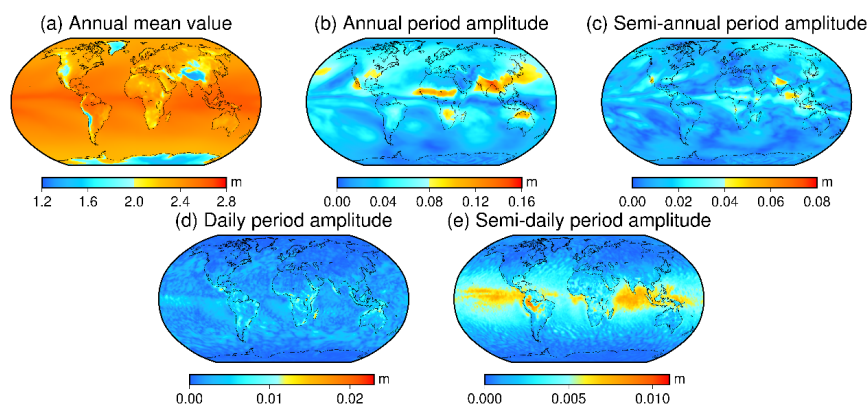 (a) Annual mean value
(b) Annual period amplitude
(c) Semi-annual period amplitude
1.2 1.6 2.0 2.4 2.8 m
0.00 0.04 0.08 0.12 0.16 m
0.00 0.02 0.04 0.06 0.08 m
(d) Daily period amplitude
(e) Semi-daily period amplitude
0.00 0.01 0.02 m
0.000 0.005 0.010 m